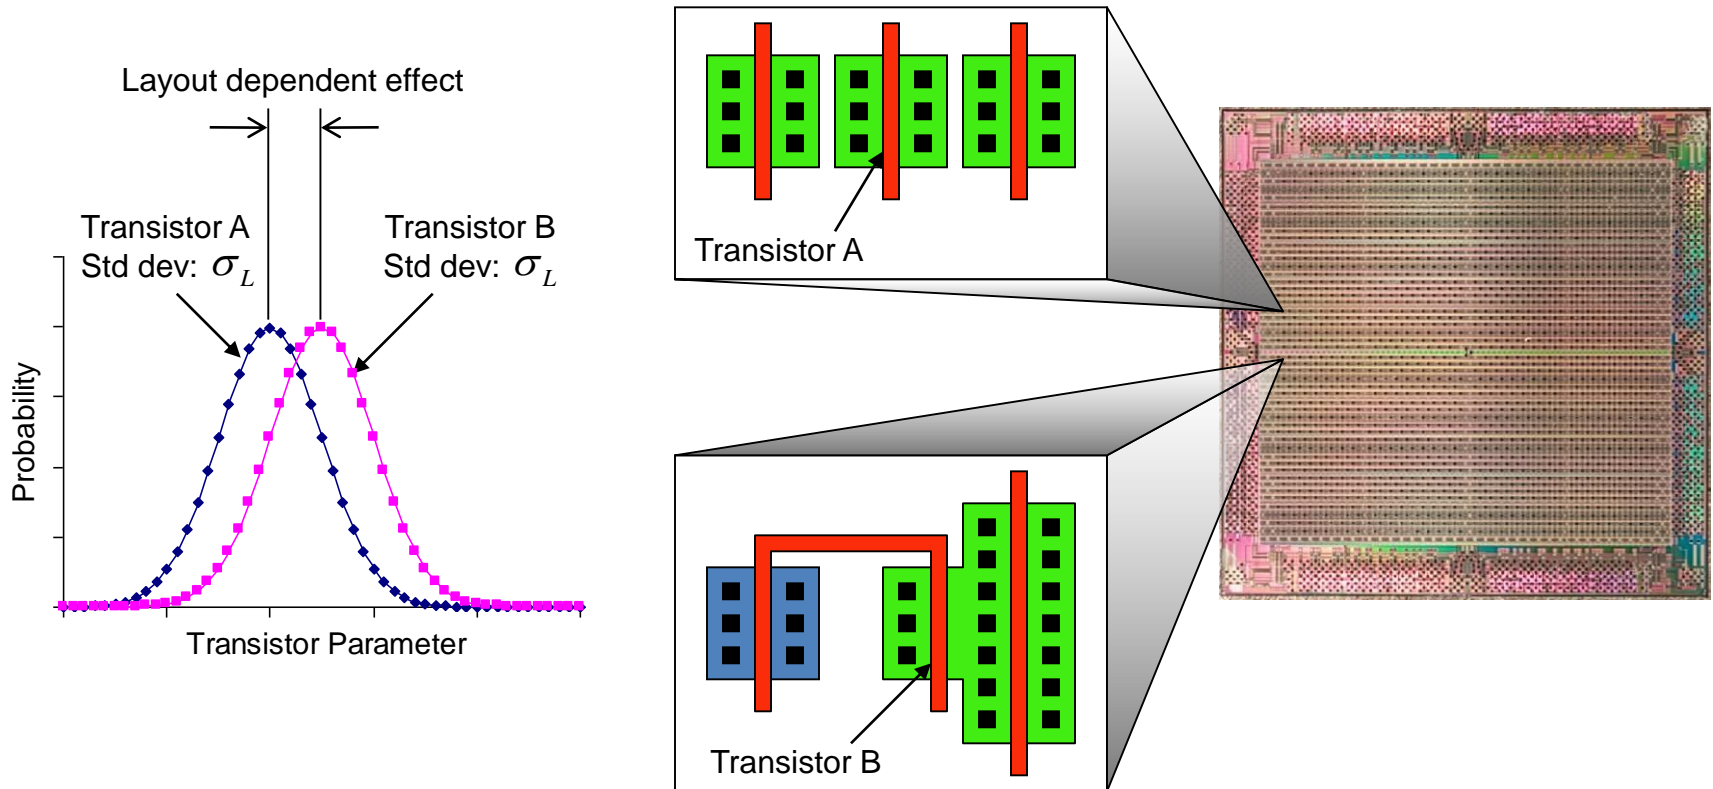 Layout dependent effect
Transistor A
Std dev: σL
Transistor B
Std dev: σL
Probability
Transistor Parameter
Transistor A
Transistor B